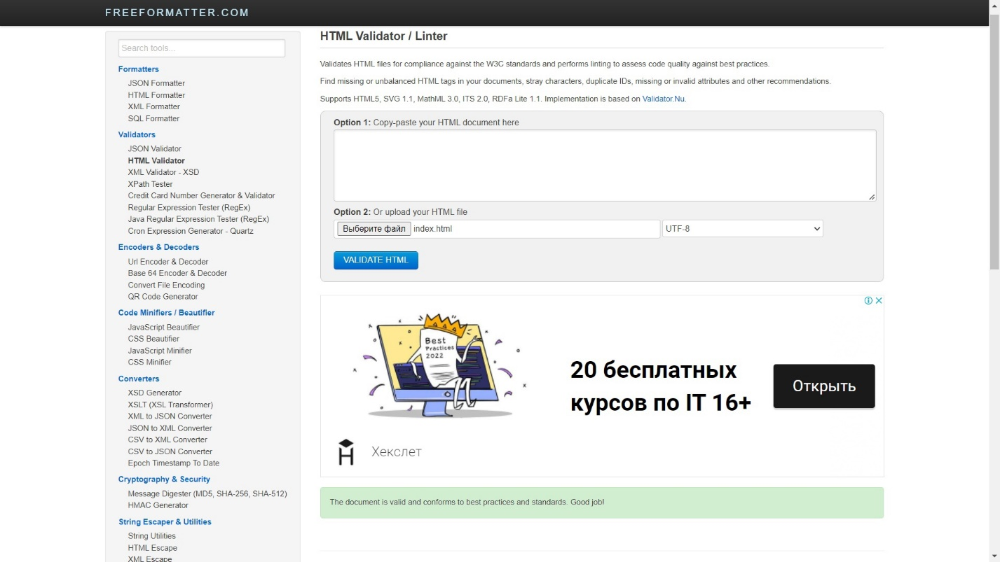 FREEFORMATTER.COM
Search tools...
Formatters
JSON Formatter
HTML Formatter
XML Formatter
SQL Formatter
Validators
JSON Validator
HTML Validator
XML Validator - XSD
XPath Tester
Credit Card Number Generator & Validator
Regular Expression Tester (RegEx)
Java Regular Expression Tester (RegEx)
Cron Expression Generator - Quartz
Encoders & Decoders
Url Encoder & Decoder
Base 64 Encoder & Decoder
Convert File Encoding
QR Code Generator
Code Minifiers / Beautifier
JavaScript Beautifier
CSS Beautifier
JavaScript Minifier
CSS Minifier
Converters
XSD Generator
XSLT (XSL Transformer)
XML to JSON Converter
JSON to XML Converter
CSV to XML Converter
CSV to JSON Converter
Epoch Timestamp To Date
Cryptography & Security
Message Digester (MD5, SHA-256, SHA-512)
HMAC Generator
String Escaper & Utilities
String Utilities
HTML Escape
XML Escape
HTML Validator / Linter
Validates HTML files for compliance against the W3C standards and performs linting to assess code quality against best practices.
Find missing or unbalanced HTML tags in your documents, stray characters, duplicate IDs, missing or invalid attributes and other recommendations.
Supports HTML5, SVG 1.1, MathML 3.0, ITS 2.0, RDFa Lite 1.1. Implementation is based on Validator.Nu.
Option 1: Copy-paste your HTML document here
Option 2: Or upload your HTML file
Выберите файл index.html UTF-8
VALIDATE HTML
Best
Practices
2022
20 бесплатных
курсов по IT 16+
Открыть
Хекслет
The document is valid and conforms to best practices and standards. Good job!